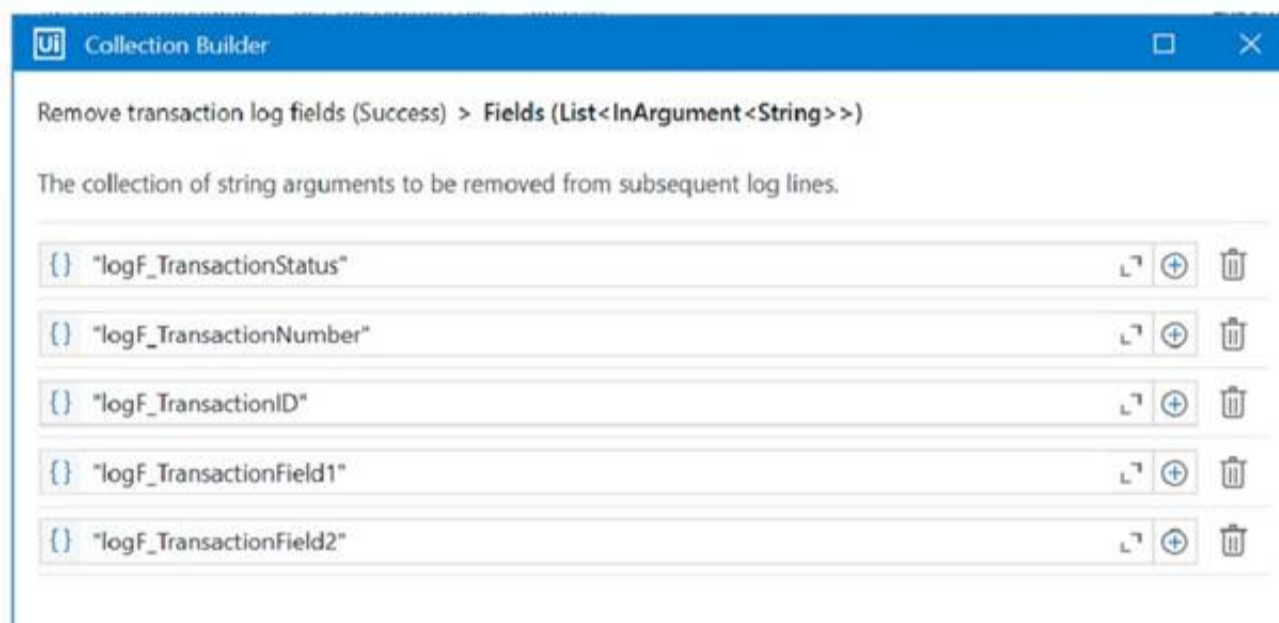 Ui Collection Builder
Remove transaction log fields (Success) > Fields (List<InArgument<String>>)
The collection of string arguments to be removed from subsequent log lines.
{} "logF_TransactionStatus"
{} "logF_TransactionNumber"
{} "logF_TransactionID"
{} "logF_TransactionField1"
{} "logF_TransactionField2"